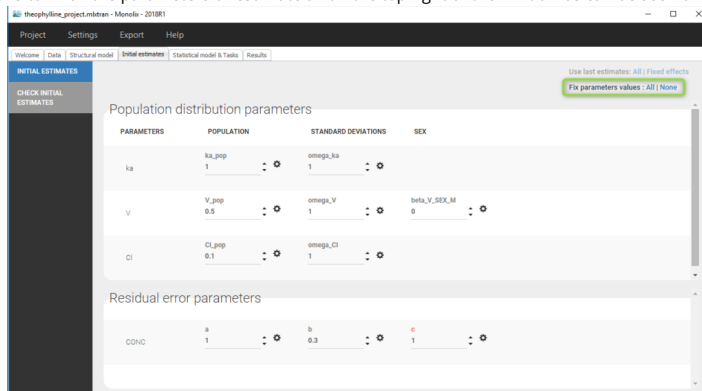 theophylline_project.mlxtran - Monolix - 2018R1
Project Settings Export Help
Welcome Data Structural model Initial estimates Statistical model & Tasks Results
INITIAL ESTIMATES
CHECK INITIAL
ESTIMATES
Use last estimates: All | Fixed effects
Fix parameters values : All | None
Population distribution parameters
PARAMETERS POPULATION STANDARD DEVIATIONS SEX
ka_pop omega_ka
ka 1 1
V_pop omega_V beta_V_SEX_M
V 0.5 1 0
Cl_pop omega_Cl
Cl 0.1 1
Residual error parameters
a b c
CONC 1 0.3 1